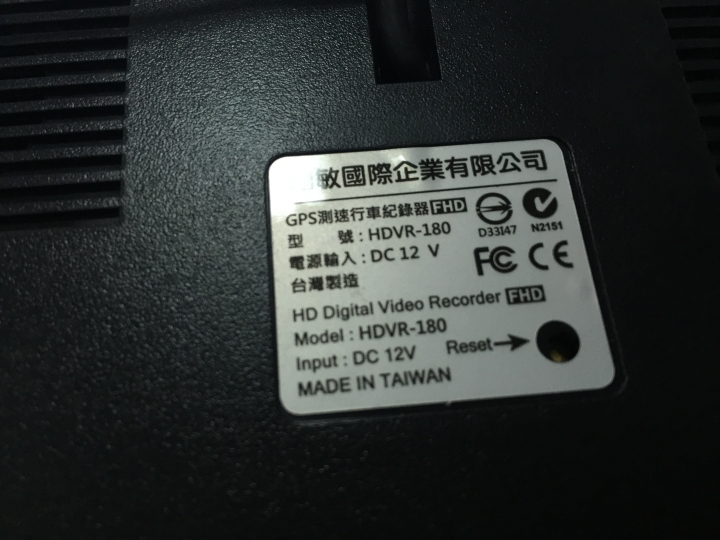 敏國際企業有限公司
GPS測速行車紀錄器 FHD
型 號：HDVR-180
電源輸入：DC 12 V
台灣製造
D33I47
N2151
FC CE
HD Digital Video Recorder FHD
Model : HDVR-180
Input : DC 12V
Reset→
MADE IN TAIWAN